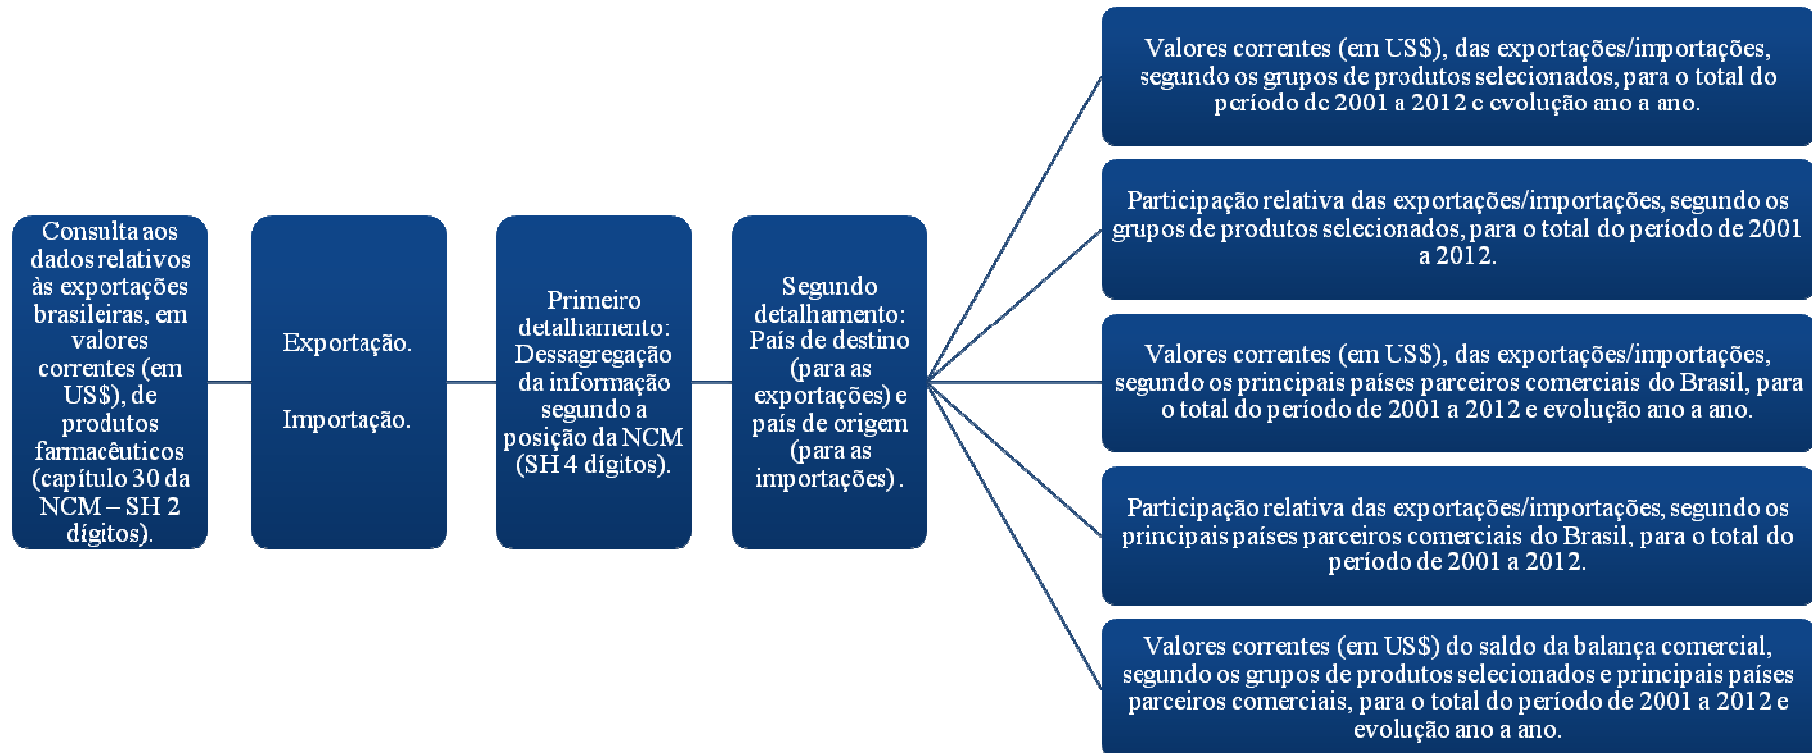 Consulta aos
dados relativos
às exportações
brasileiras, em
valores
correntes (em
US$), de
produtos
farmacêuticos
(capítulo 30 da
NCM – SH 2
dígitos).
Exportação.
Importação.
Primeiro
detalhamento:
Dessagregação
da informação
segundo a
posição da NCM
(SH 4 dígitos).
Segundo
detalhamento:
País de destino
(para as
exportações) e
país de origem
(para as
importações) .
Valores correntes (em US$), das exportações/importações,
segundo os grupos de produtos selecionados, para o total do
período de 2001 a 2012 e evolução ano a ano.
Participação relativa das exportações/importações, segundo os
grupos de produtos selecionados, para o total do período de 2001
a 2012.
Valores correntes (em US$), das exportações/importações,
segundo os principais países parceiros comerciais do Brasil, para
o total do período de 2001 a 2012 e evolução ano a ano.
Participação relativa das exportações/importações, segundo os
principais países parceiros comerciais do Brasil, para o total do
período de 2001 a 2012.
Valores correntes (em US$) do saldo da balança comercial,
segundo os grupos de produtos selecionados e principais países
parceiros comerciais, para o total do período de 2001 a 2012 e
evolução ano a ano.